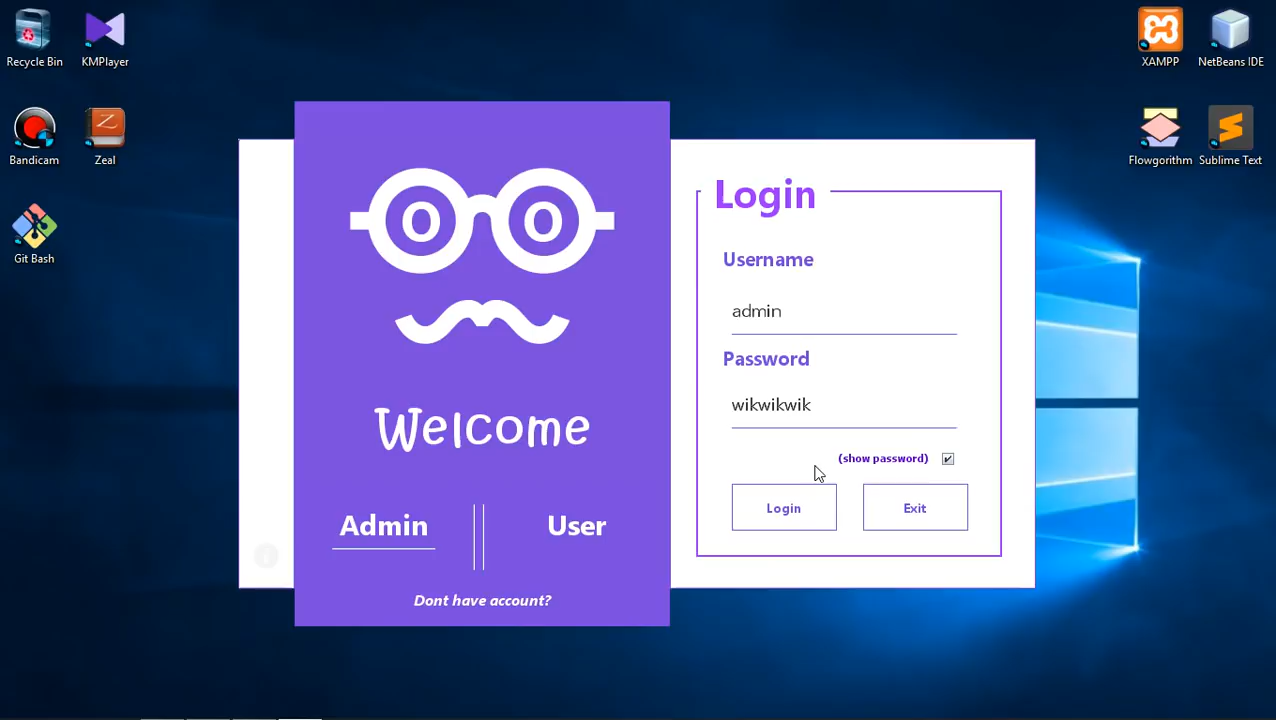 Recycle Bin
KMPlayer
XAMPP
NetBeans IDE
Bandicam
Z
Zeal
Flowgorithm
Sublime Text
Git Bash
Welcome
Admin
User
Dont have account?
Login
Username
admin
Password
wikwikwik
(show password)
Login
Exit